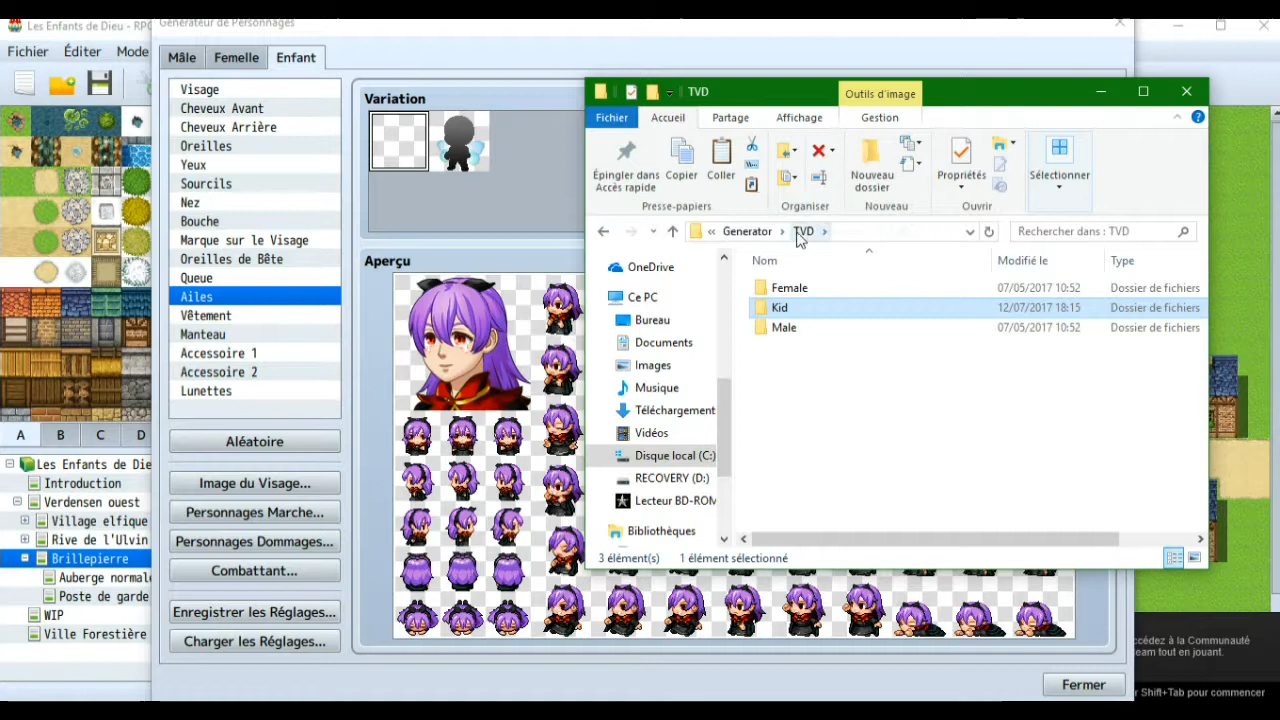 Les Enfants de Dieu - RPG
Générateur de Personnages
Fichier Éditer Mode
Mâle Femelle Enfant
Visage
Cheveux Avant
Cheveux Arrière
Oreilles
Yeux
Sourcils
Nez
Bouche
Marque sur le Visage
Oreilles de Bête
Queue
Ailes
Vêtement
Manteau
Accessoire 1
Accessoire 2
Lunettes
Aléatoire
Image du Visage...
Personnages Marche...
Personnages Dommages...
Combattant...
Enregistrer les Réglages...
Charger les Réglages...
Variation
Aperçu
Fermer
A B C D
Les Enfants de Die
Introduction
Verdensen ouest
Village elfique
Rive de l'Ulvin
Brillepierre
Auberge normale
Poste de garde
WIP
Ville Forestière
TVD
Outils d'image
Fichier Accueil Partage Affichage Gestion
Épingler dans Accès rapide
Copier
Coller
Presse-papiers
Organiser
Nouveau dossier
Nouveau
Propriétés
Ouvrir
Sélectionner
« Generator › TVD ›
Rechercher dans : TVD
OneDrive
Ce PC
Bureau
Documents
Images
Musique
Téléchargement
Vidéos
Disque local (C:)
RECOVERY (D:)
Lecteur BD-ROM
Bibliothèques
Nom Modifié le Type
Female 07/05/2017 10:52 Dossier de fichiers
Kid 12/07/2017 18:15 Dossier de fichiers
Male 07/05/2017 10:52 Dossier de fichiers
3 élément(s) 1 élément sélectionné
ccédez à la Communauté
eam tout en jouant.
r Shift+Tab pour commencer